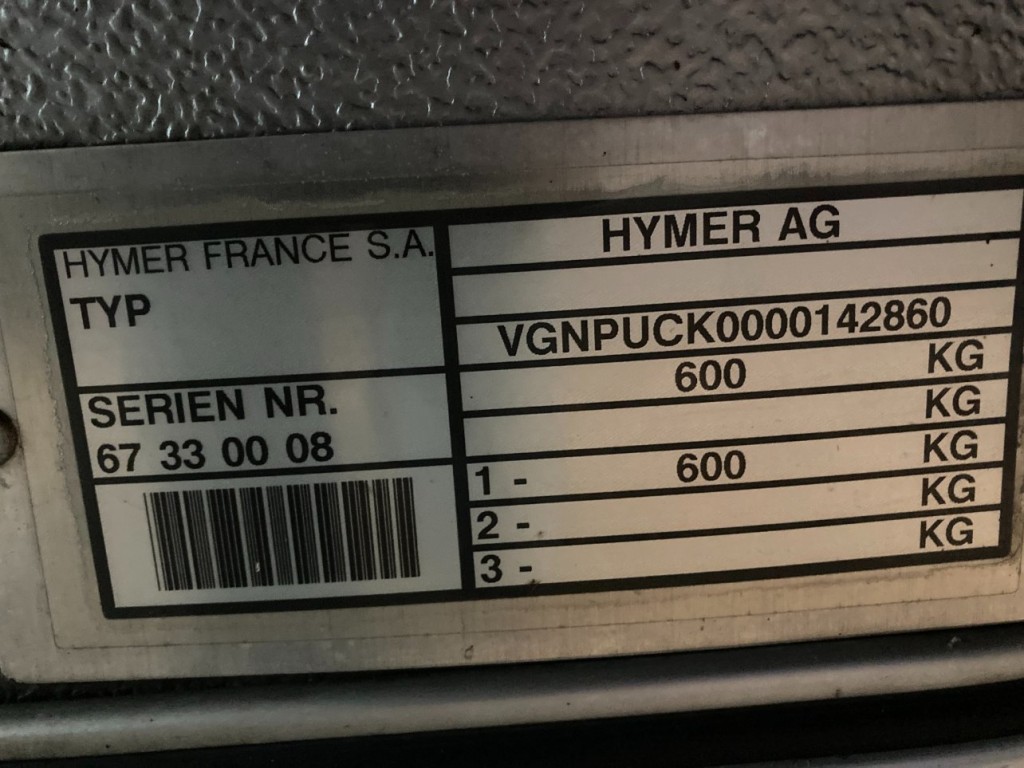 HYMER FRANCE S.A.
TYP
SERIEN NR.
67 33 00 08
HYMER AG
VGNPUCK0000142860
600 KG
KG
1 - 600 KG
2 - KG
3 - KG